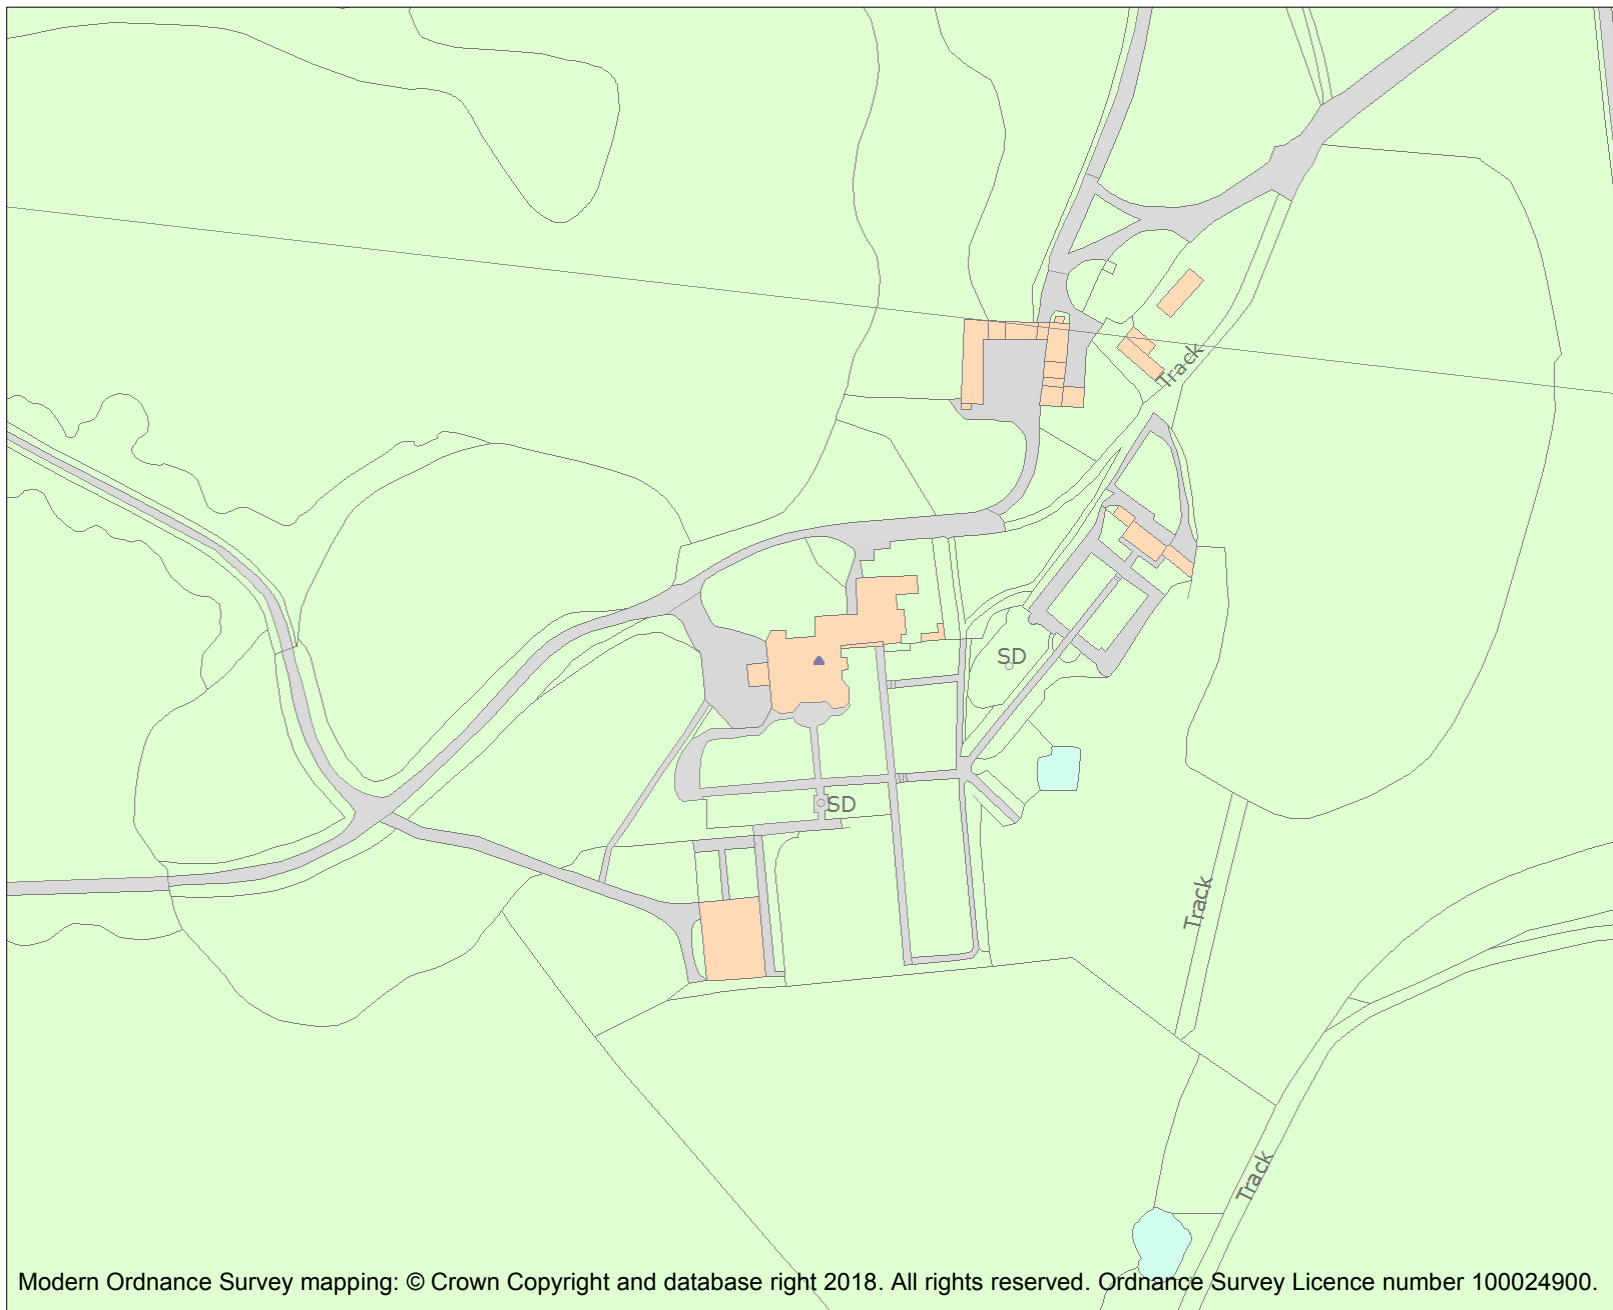 Track
SD
SD
Track
Track
Modern Ordnance Survey mapping: © Crown Copyright and database right 2018. All rights reserved. Ordnance Survey Licence number 100024900.